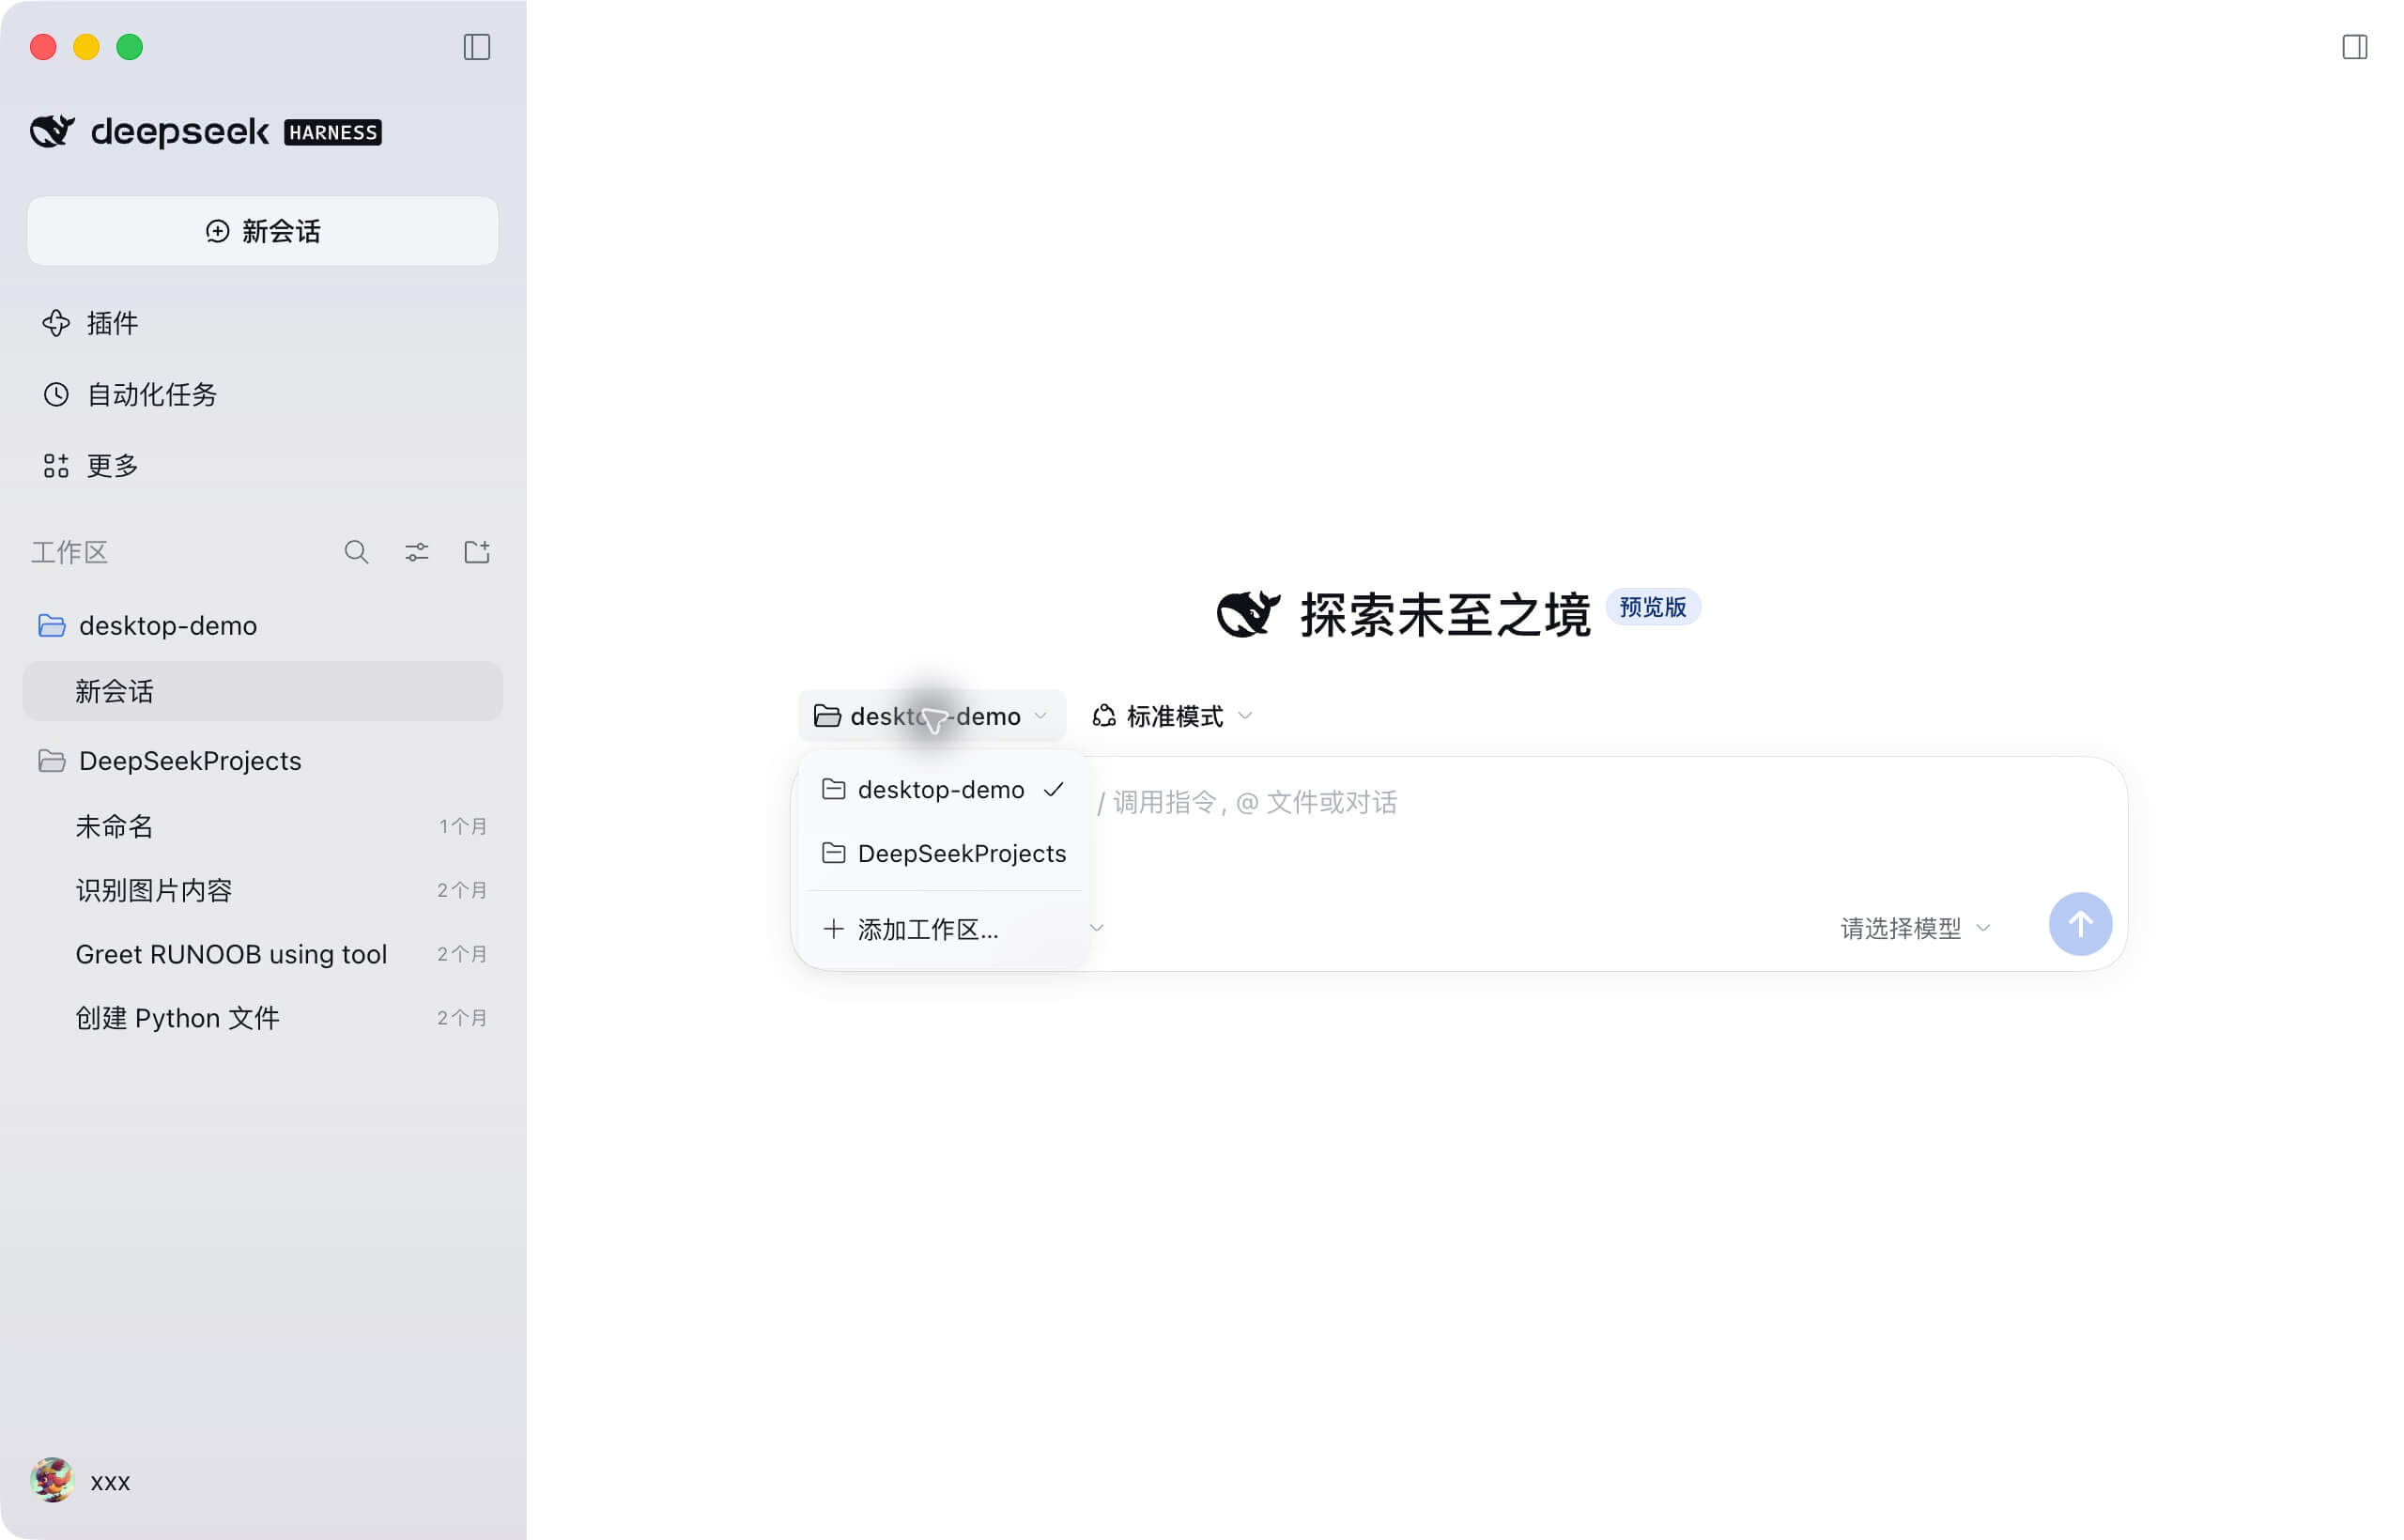 deepseek HARNESS
新会话
插件
自动化任务
更多
工作区
desktop-demo
新会话
DeepSeekProjects
未命名 1个月
识别图片内容 2个月
Greet RUNOOB using tool 2个月
创建 Python 文件 2个月
xxx
探索未至之境 预览版
desktop-demo 标准模式
/ 调用指令, @ 文件或对话
desktop-demo
DeepSeekProjects
添加工作区...
请选择模型